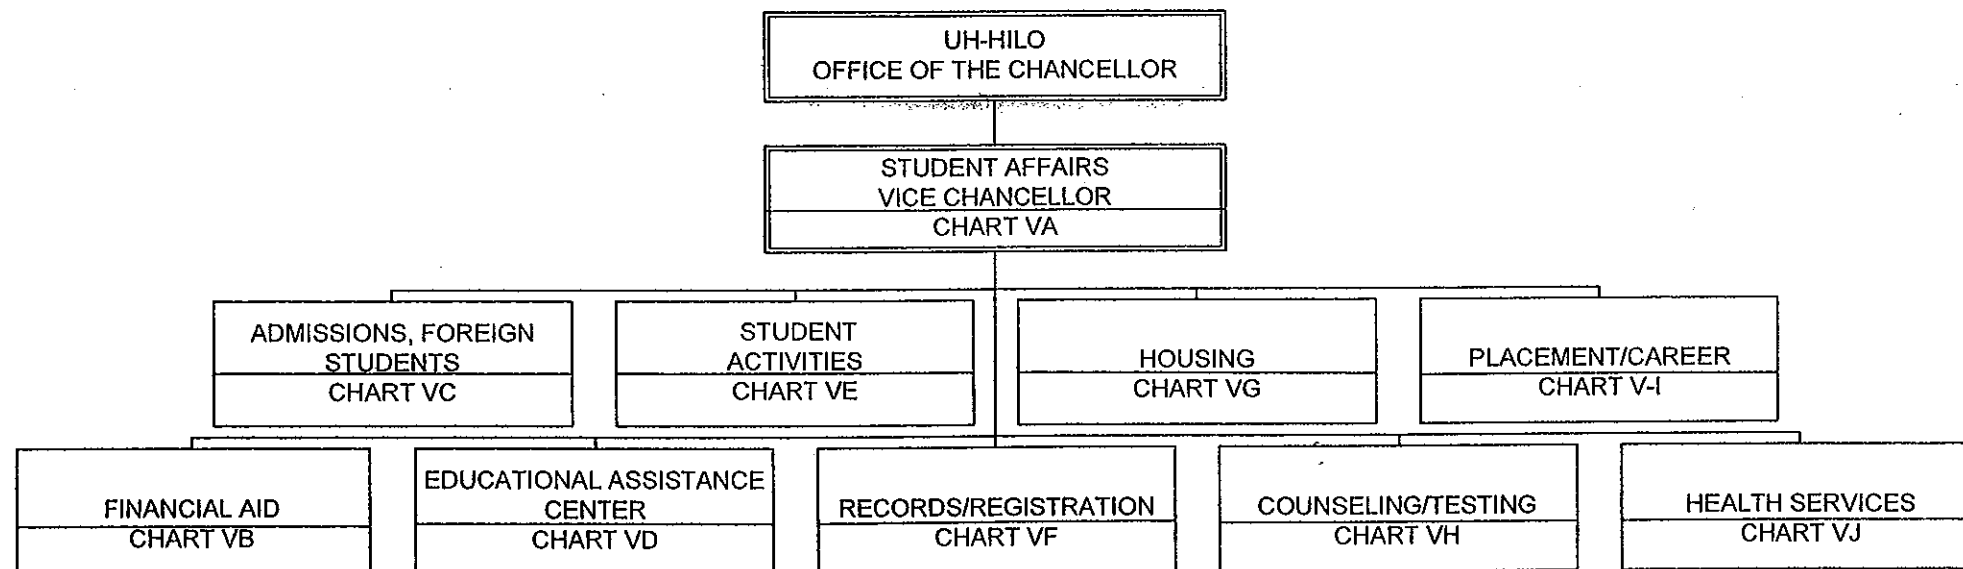 UH-HILO
OFFICE OF THE CHANCELLOR
STUDENT AFFAIRS
VICE CHANCELLOR
CHART VA
ADMISSIONS, FOREIGN
STUDENTS
CHART VC
STUDENT
ACTIVITIES
CHART VE
HOUSING
CHART VG
PLACEMENT/CAREER
CHART V-I
FINANCIAL AID
CHART VB
EDUCATIONAL ASSISTANCE
CENTER
CHART VD
RECORDS/REGISTRATION
CHART VF
COUNSELING/TESTING
CHART VH
HEALTH SERVICES
CHART VJ